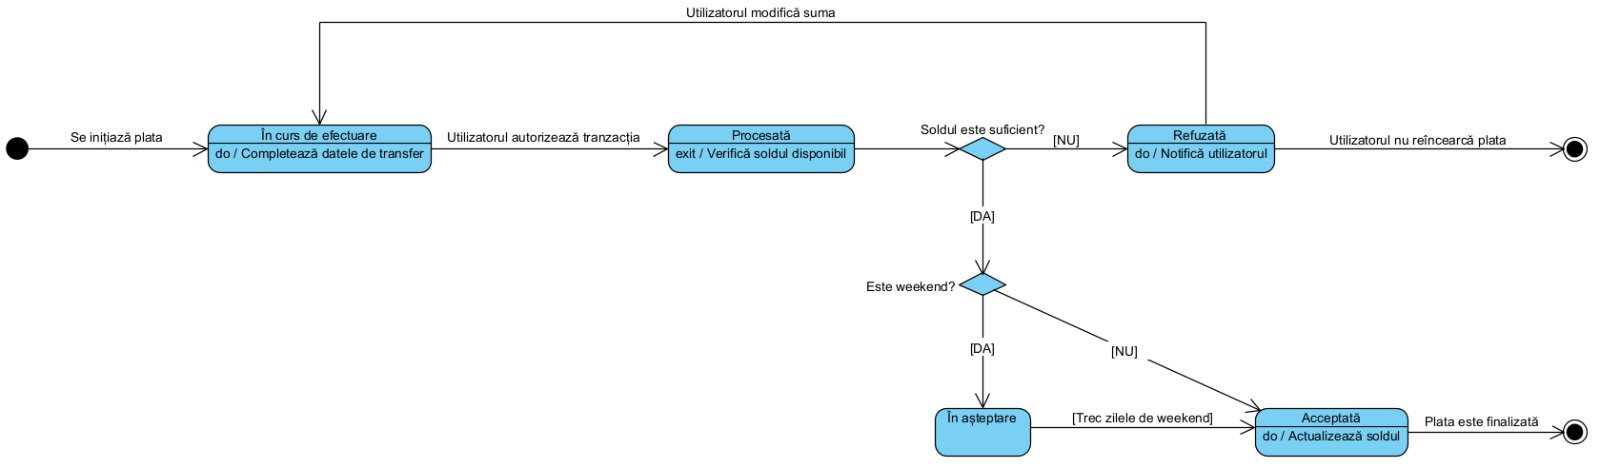 Utilizatorul modifică suma
Se inițiază plata
În curs de efectuare
do / Completează datele de transfer
Utilizatorul autorizează tranzacția
Procesată
exit / Verifică soldul disponibil
Soldul este suficient?
[NU]
Refuzată
do / Notifică utilizatorul
Utilizatorul nu reîncearcă plata
[DA]
Este weekend?
[DA]
[NU]
În așteptare
[Trec zilele de weekend]
Acceptată
do / Actualizează soldul
Plata este finalizată